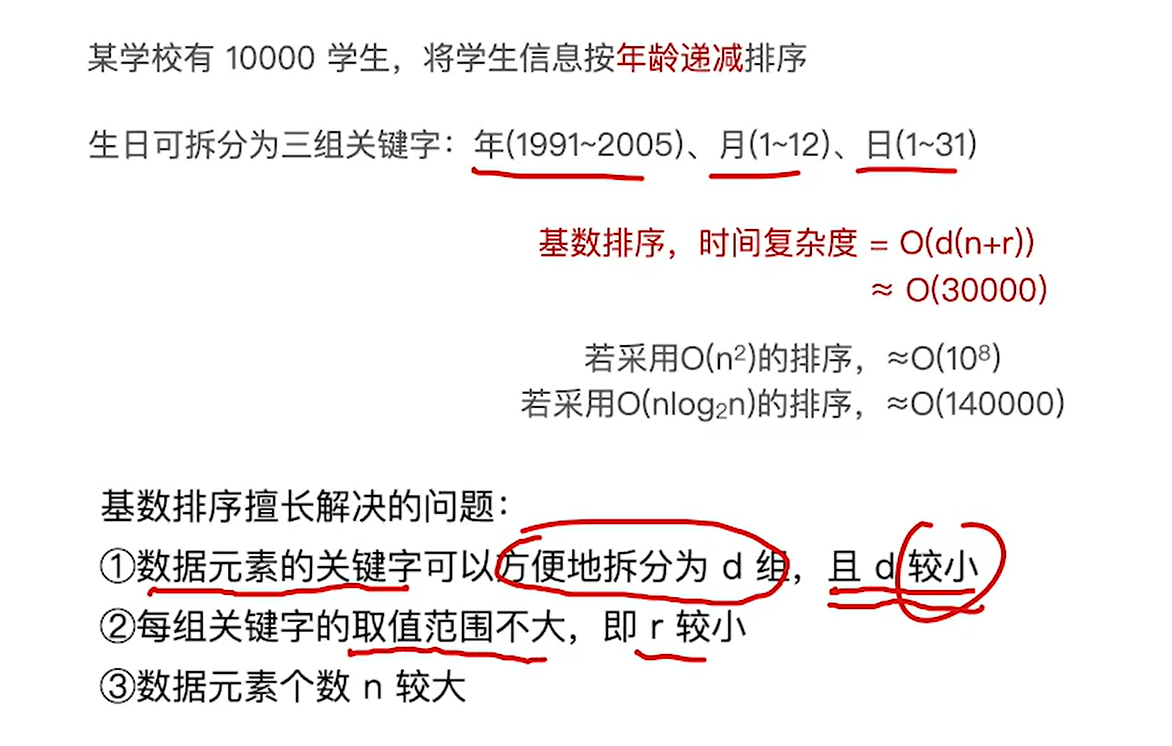 某学校有 10000 学生，将学生信息按年龄递减排序
生日可拆分为三组关键字：年(1991~2005)、月(1~12)、日(1~31)
基数排序，时间复杂度 = O(d(n+r))
≈ O(30000)
若采用O(n²)的排序，≈O(10⁸)
若采用O(nlog₂n)的排序，≈O(140000)
基数排序擅长解决的问题：
①数据元素的关键字可以方便地拆分为 d 组，且 d 较小
②每组关键字的取值范围不大，即 r 较小
③数据元素个数 n 较大